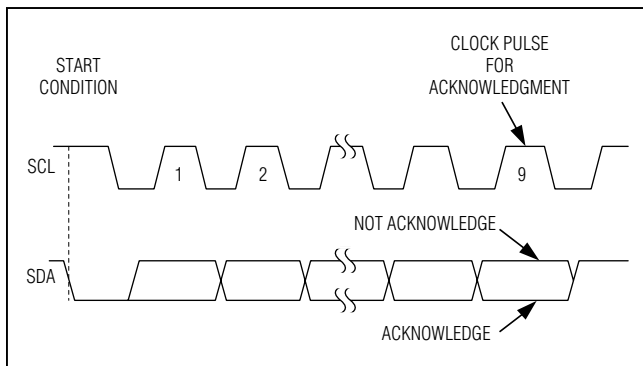 START
CONDITION
CLOCK PULSE
FOR
ACKNOWLEDGMENT
SCL
1
2
9
NOT ACKNOWLEDGE
SDA
ACKNOWLEDGE